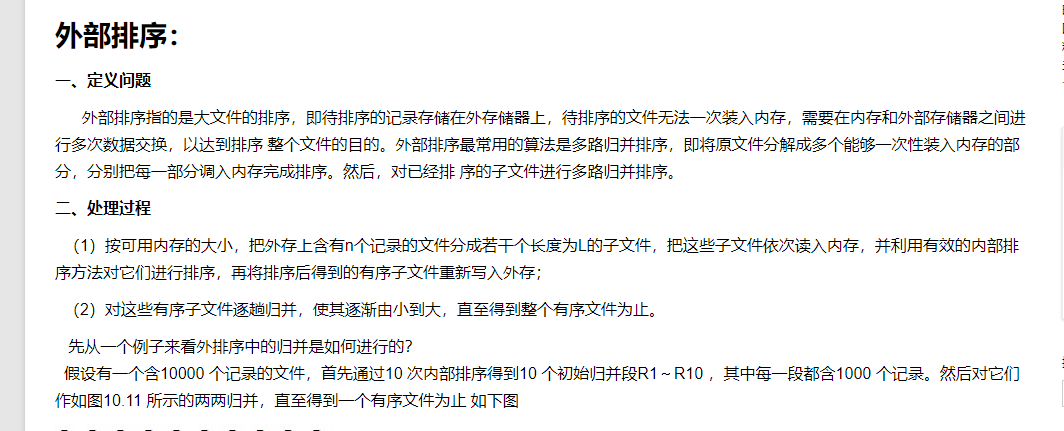 外部排序：
一、定义问题
外部排序指的是大文件的排序，即待排序的记录存储在外存储器上，待排序的文件无法一次装入内存，需要在内存和外部存储器之间进
行多次数据交换，以达到排序 整个文件的目的。外部排序最常用的算法是多路归并排序，即将原文件分解成多个能够一次性装入内存的部
分，分别把每一部分调入内存完成排序。然后，对已经排 序的子文件进行多路归并排序。
二、处理过程
（1）按可用内存的大小，把外存上含有n个记录的文件分成若干个长度为L的子文件，把这些子文件依次读入内存，并利用有效的内部排
序方法对它们进行排序，再将排序后得到的有序子文件重新写入外存；
（2）对这些有序子文件逐趟归并，使其逐渐由小到大，直至得到整个有序文件为止。
先从一个例子来看外排序中的归并是如何进行的？
假设有一个含10000 个记录的文件，首先通过10 次内部排序得到10 个初始归并段R1～R10 ，其中每一段都含1000 个记录。然后对它们
作如图10.11 所示的两两归并，直至得到一个有序文件为止 如下图